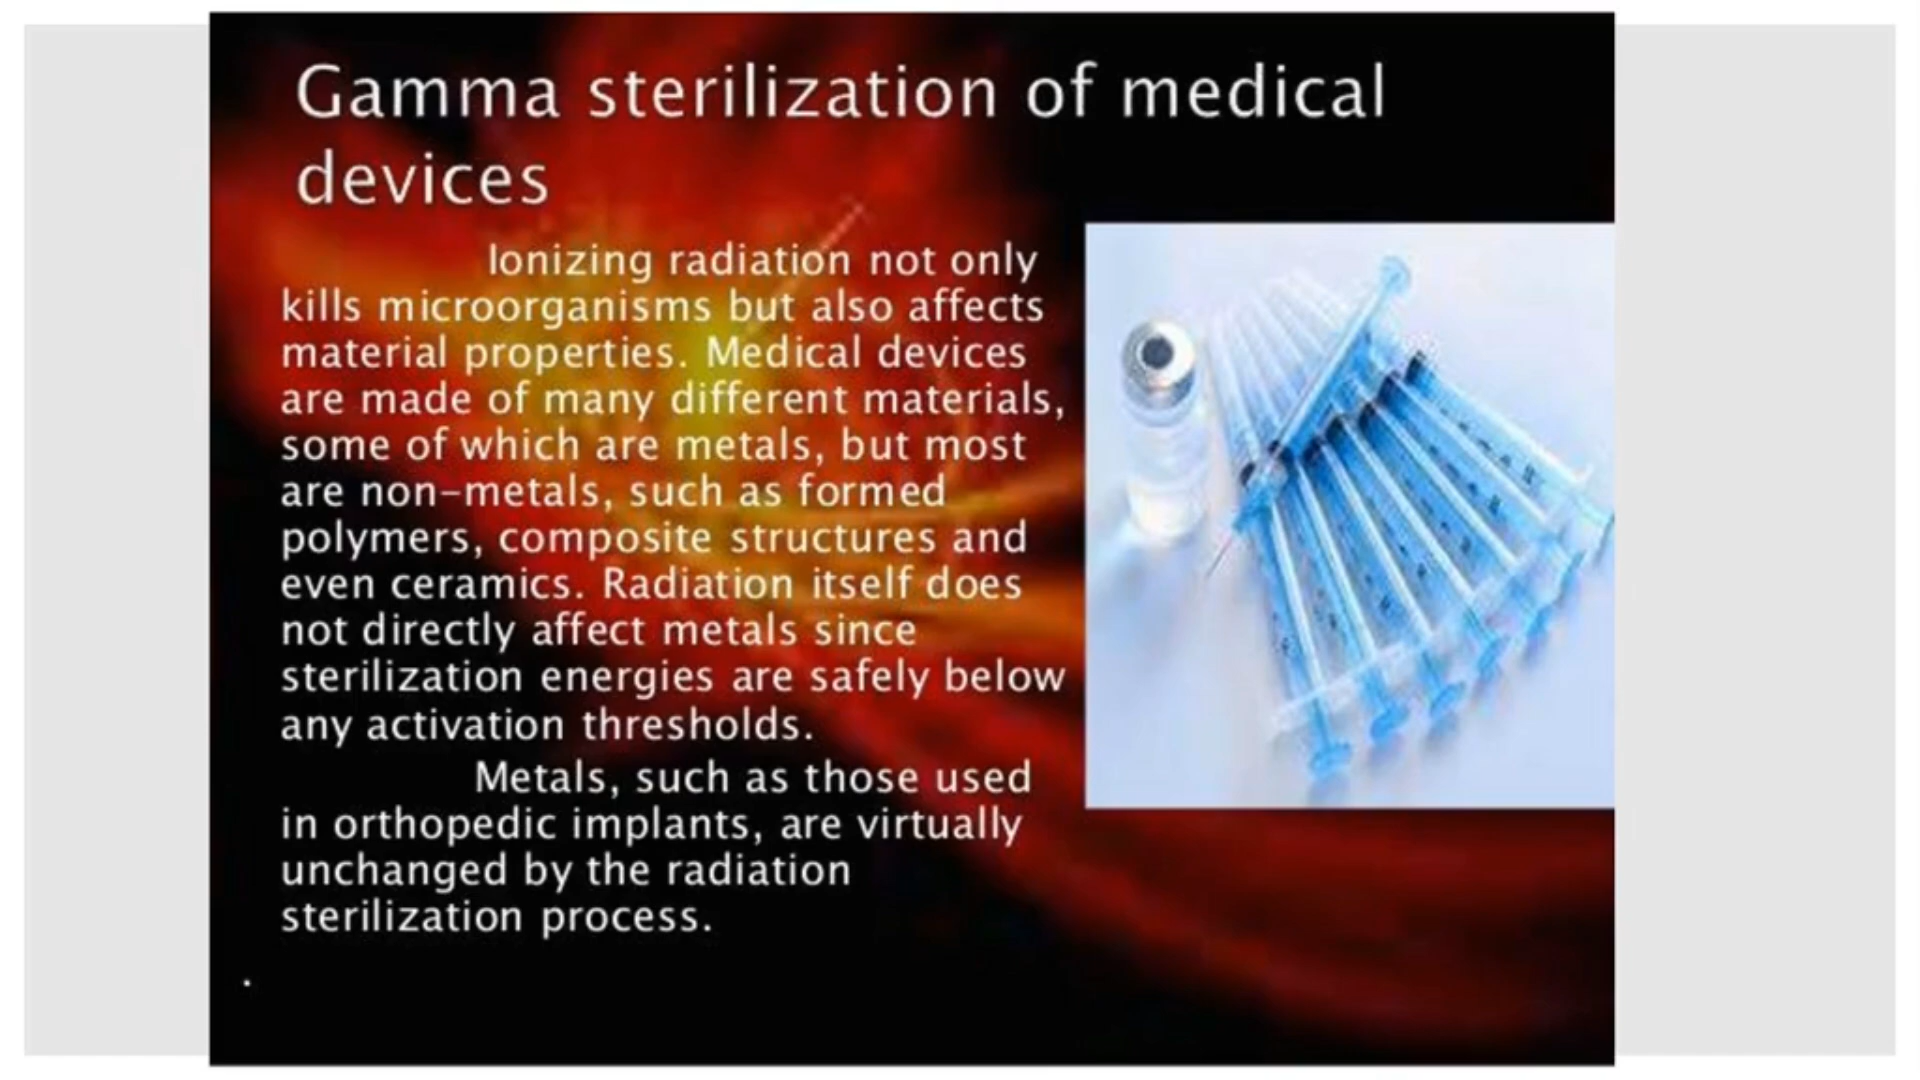 Gamma sterilization of medical
devices
Ionizing radiation not only
kills microorganisms but also affects
material properties. Medical devices
are made of many different materials,
some of which are metals, but most
are non-metals, such as formed
polymers, composite structures and
even ceramics. Radiation itself does
not directly affect metals since
sterilization energies are safely below
any activation thresholds.
Metals, such as those used
in orthopedic implants, are virtually
unchanged by the radiation
sterilization process.
.